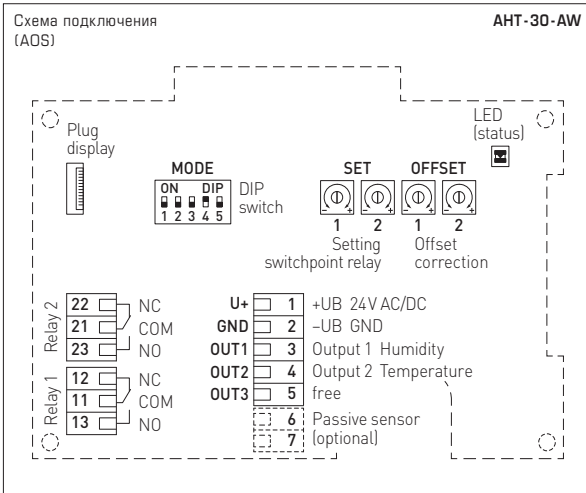 Схема подключения
(AOS)
AHT-30-AW
Plug
display
LED
(status)
MODE
SET
OFFSET
ON DIP
1 2 3 4 5
DIP
switch
1 2
1 2
Setting
switchpoint relay
Offset
correction
Relay 2
22 NC
21 COM
23 NO
Relay 1
12 NC
11 COM
13 NO
U+ 1 +UB 24V AC/DC
GND 2 –UB GND
OUT1 3 Output 1 Humidity
OUT2 4 Output 2 Temperature
OUT3 5 free
6 Passive sensor
7 (optional)